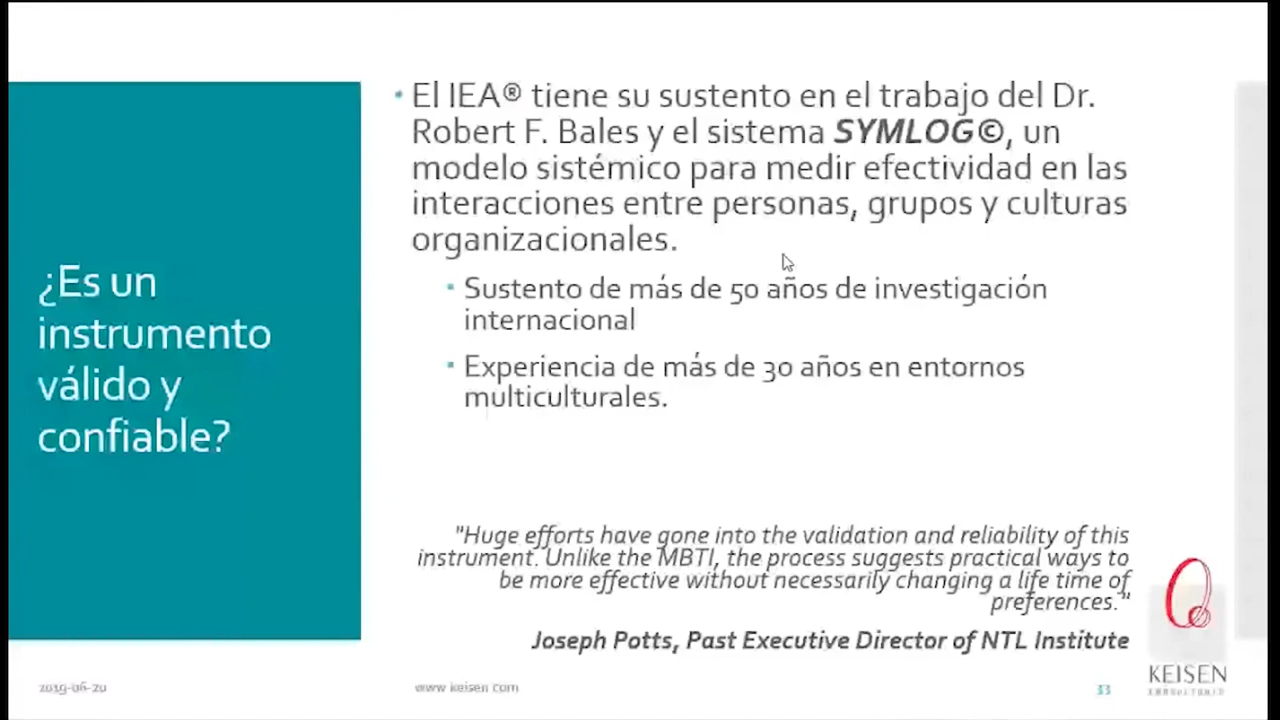 ¿Es un
instrumento
válido y
confiable?
• El IEA® tiene su sustento en el trabajo del Dr.
Robert F. Bales y el sistema SYMLOG©, un
modelo sistémico para medir efectividad en las
interacciones entre personas, grupos y culturas
organizacionales.
▪ Sustento de más de 50 años de investigación
internacional
▪ Experiencia de más de 30 años en entornos
multiculturales.
"Huge efforts have gone into the validation and reliability of this
instrument. Unlike the MBTI, the process suggests practical ways to
be more effective without necessarily changing a life time of
preferences."
Joseph Potts, Past Executive Director of NTL Institute
2019-06-20
www keisen com
33
KEISEN